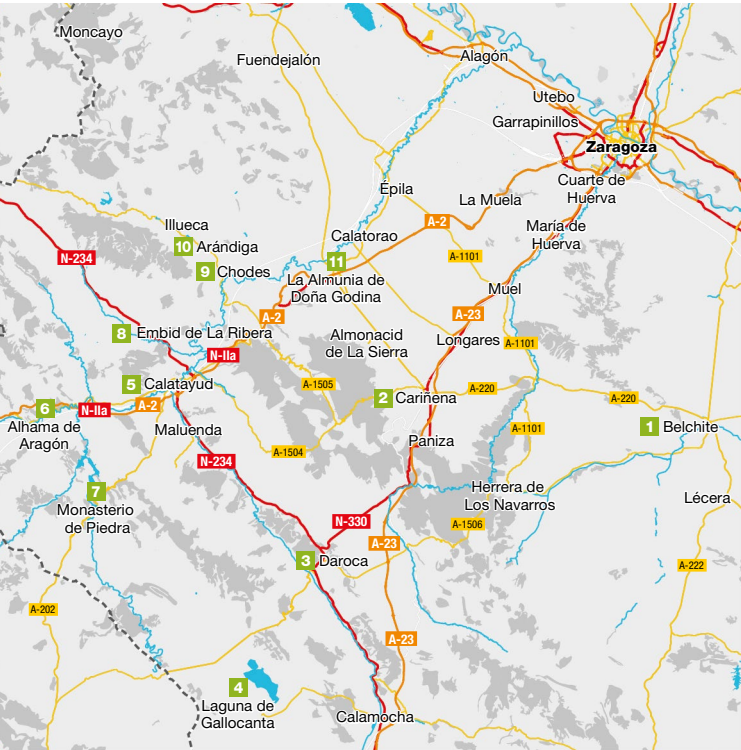 Moncayo
Fuendejalón
Alagón
Utebo
Garrapinillos
Zaragoza
Épila
La Muela
Cuarte de
Huerva
Illueca
A-2
María de
Huerva
Calatorao
10 Arándiga
N-234
A-1101
11
9 Chodes
La Almunia de
Doña Godina
Muel
A-2
A-23
8 Embid de La Ribera
Almonacid
de La Sierra
Longares
A-1101
N-IIa
5 Calatayud
A-1505
A-220
2 Cariñena
A-220
6
N-IIa
A-2
Alhama de
Aragón
Maluenda
A-1101
1 Belchite
Paniza
A-1504
N-234
7
Monasterio
de Piedra
Herrera de
Los Navarros
Lécera
N-330
A-1506
A-23
3 Daroca
A-222
A-202
A-23
4
Laguna de
Gallocanta
Calamocha